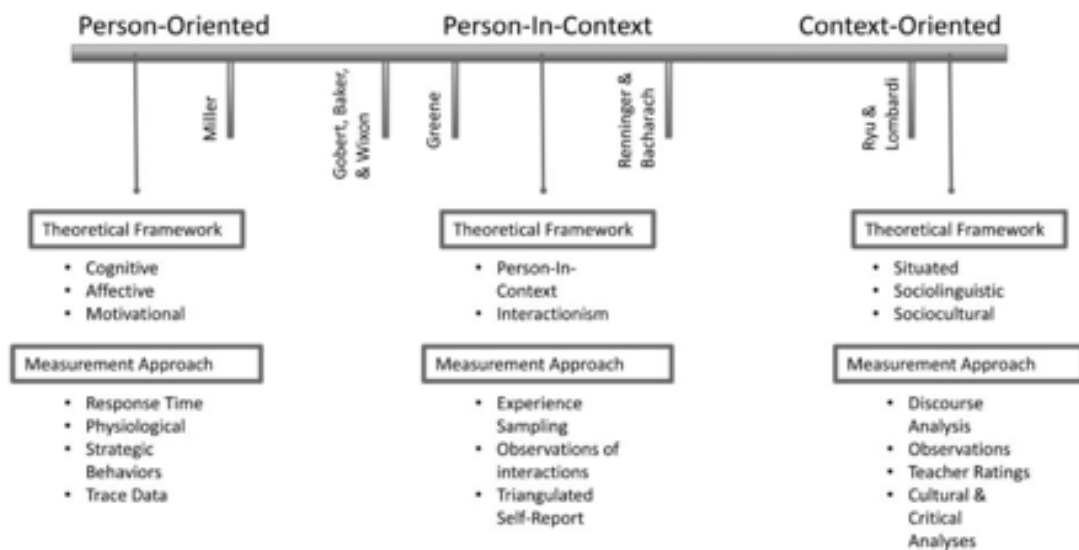 Person-Oriented
Person-In-Context
Context-Oriented
Miller
Gobert, Baker,
& Wixon
Greene
Renninger &
Bacharach
Ryu &
Lombardi
Theoretical Framework
• Cognitive
• Affective
• Motivational
Measurement Approach
• Response Time
• Physiological
• Strategic
Behaviors
• Trace Data
Theoretical Framework
• Person-In-
Context
• Interactionism
Measurement Approach
• Experience
Sampling
• Observations of
interactions
• Triangulated
Self-Report
Theoretical Framework
• Situated
• Sociolinguistic
• Sociocultural
Measurement Approach
• Discourse
Analysis
• Observations
• Teacher Ratings
• Cultural &
Critical
Analyses